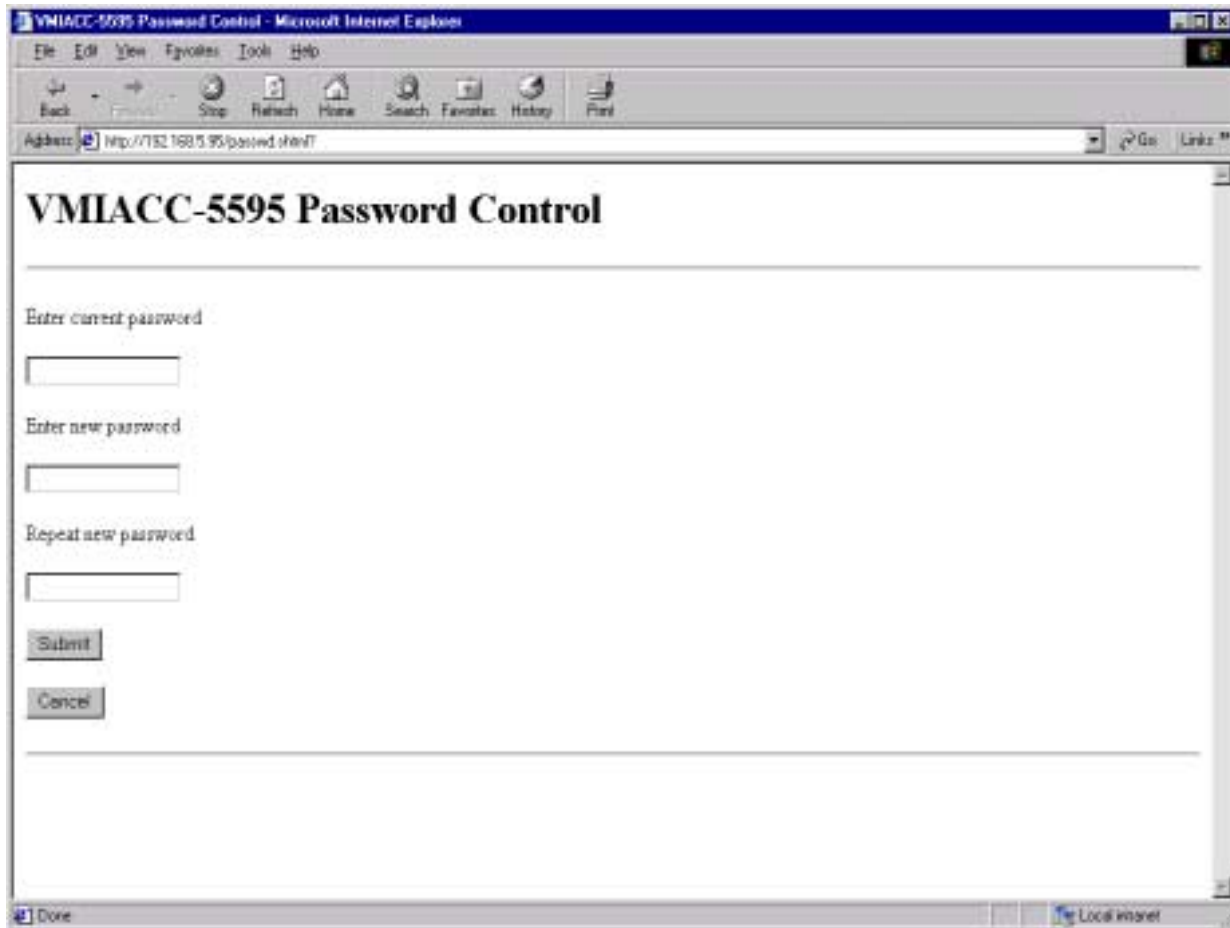 VMIACC-5595 Password Control - Microsoft Internet Explorer
File Edit View Favorites Tools Help
Back Forward Stop Refresh Home Search Favorites History Print
Address http://192.168.5.95/passwd.shtml? Go Links »
VMIACC-5595 Password Control
Enter current password
Enter new password
Repeat new password
Submit
Cancel
Done Local intranet